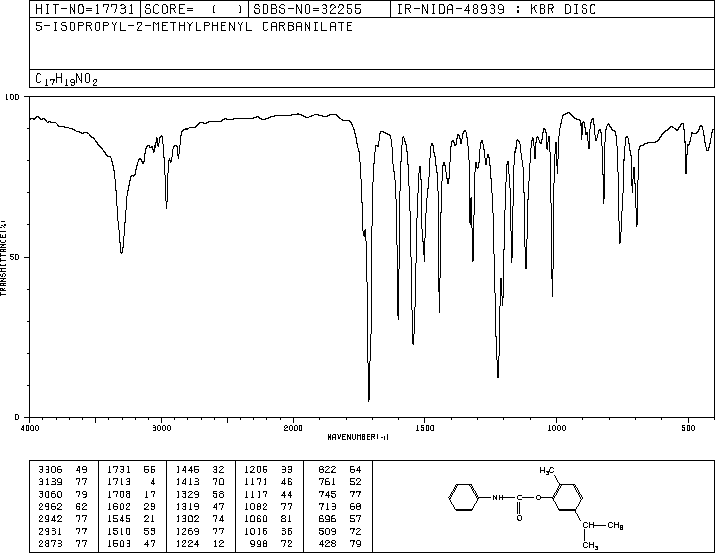 HIT-NO=17731 SCORE= ( ) SDBS-NO=32255 IR-NIDA-48939 : KBR DISC
5-ISOPROPYL-2-METHYLPHENYL CARBANILATE
C17H19NO2
100
50
0
TRANSMITTANCE(%)
4000 3000 2000 1500 1000 500
WAVENUMBER(-1)
3306 49 1731 56 1446 32 1206 33 822 64
3139 77 1713 4 1413 70 1171 46 761 52
3060 79 1708 17 1329 58 1117 44 745 77
2962 62 1602 29 1319 47 1082 77 713 68
2942 77 1545 21 1302 74 1060 81 696 57
2931 77 1510 59 1269 77 1016 36 509 72
2873 77 1503 47 1224 12 998 72 428 79
H3C
NH C O
O
CH3
CH3